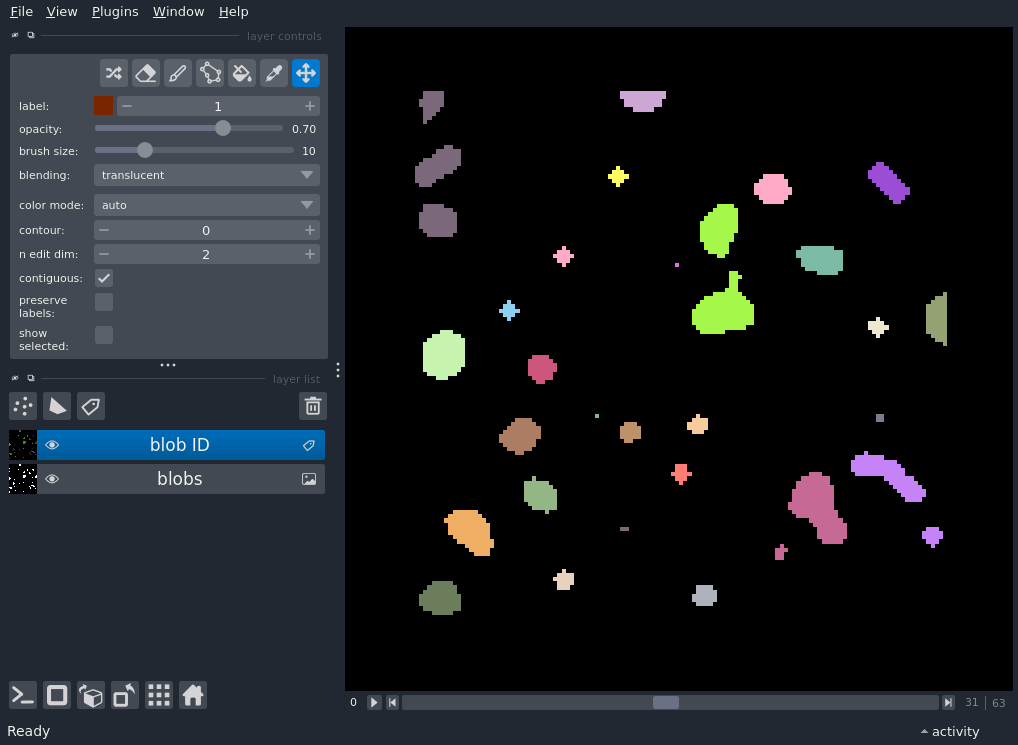 File View Plugins Window Help
layer controls
label: 1
opacity: 0.70
brush size: 10
blending: translucent
color mode: auto
contour: 0
n edit dim: 2
contiguous:
preserve
labels:
show
selected:
layer list
blob ID
blobs
0 31 | 63
Ready activity